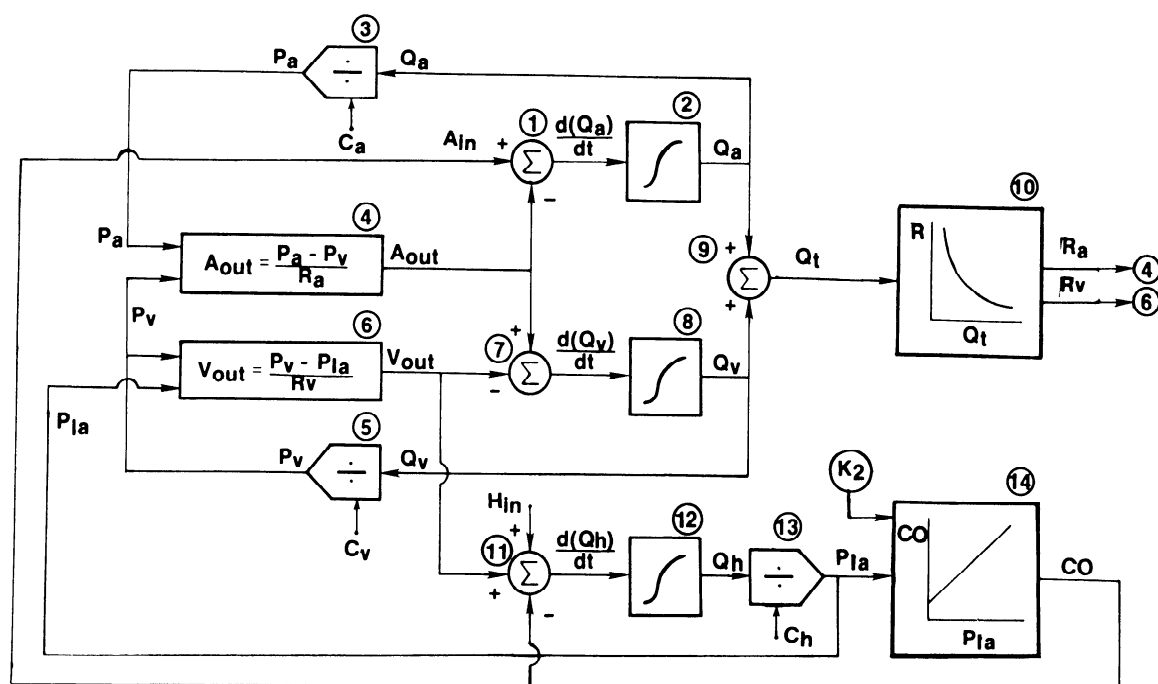 3
Pa
÷
Qa
Ca
1
Ain
+
Σ
−
d(Qa)
dt
2
∫
Qa
4
Pa
Aout = Pa - Pv
Ra
Aout
Pv
6
Vout = Pv - Pla
Rv
Vout
Pla
7
+
Σ
−
d(Qv)
dt
8
∫
Qv
9
+
Σ
+
Qt
10
R
Qt
Ra
4
Rv
6
5
Pv
÷
Qv
Cv
Hin
+
11
Σ
+
−
d(Qh)
dt
12
∫
Qh
13
÷
Ch
Pla
K2
14
CO
Pla
CO